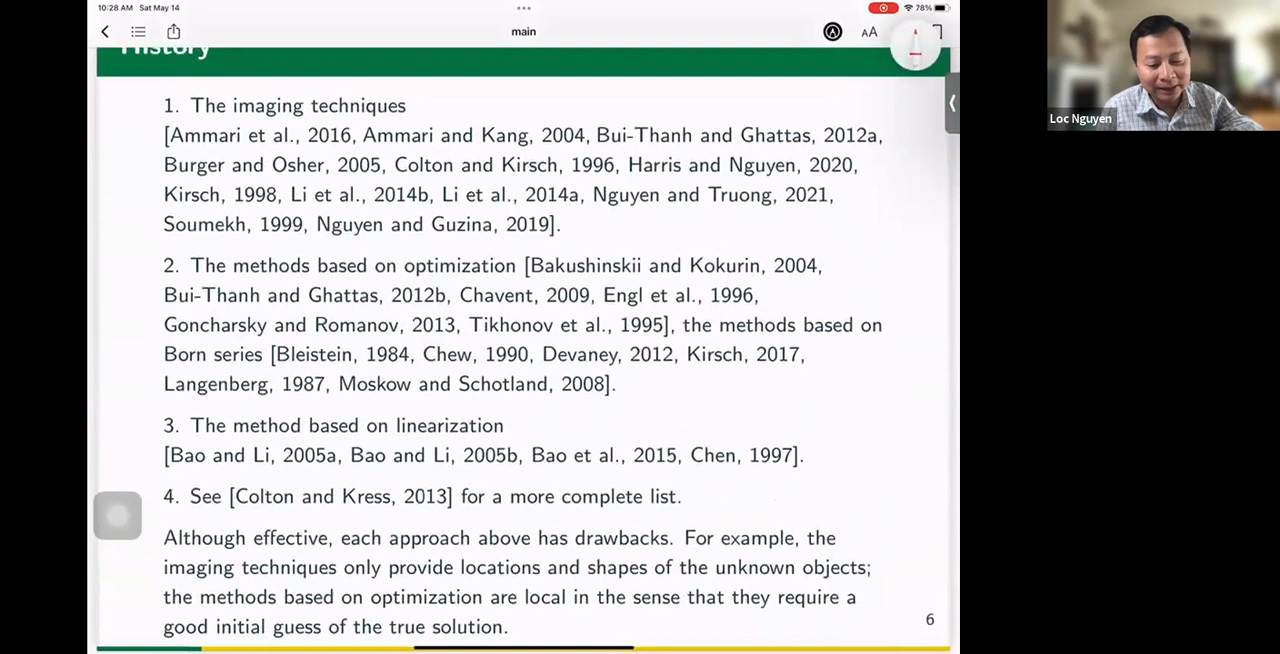 10:28 AM Sat May 14
78%
main
AA
History
1. The imaging techniques
[Ammari et al., 2016, Ammari and Kang, 2004, Bui-Thanh and Ghattas, 2012a,
Burger and Osher, 2005, Colton and Kirsch, 1996, Harris and Nguyen, 2020,
Kirsch, 1998, Li et al., 2014b, Li et al., 2014a, Nguyen and Truong, 2021,
Soumekh, 1999, Nguyen and Guzina, 2019].
2. The methods based on optimization [Bakushinskii and Kokurin, 2004,
Bui-Thanh and Ghattas, 2012b, Chavent, 2009, Engl et al., 1996,
Goncharsky and Romanov, 2013, Tikhonov et al., 1995], the methods based on
Born series [Bleistein, 1984, Chew, 1990, Devaney, 2012, Kirsch, 2017,
Langenberg, 1987, Moskow and Schotland, 2008].
3. The method based on linearization
[Bao and Li, 2005a, Bao and Li, 2005b, Bao et al., 2015, Chen, 1997].
4. See [Colton and Kress, 2013] for a more complete list.
Although effective, each approach above has drawbacks. For example, the
imaging techniques only provide locations and shapes of the unknown objects;
the methods based on optimization are local in the sense that they require a
good initial guess of the true solution.
6
Loc Nguyen